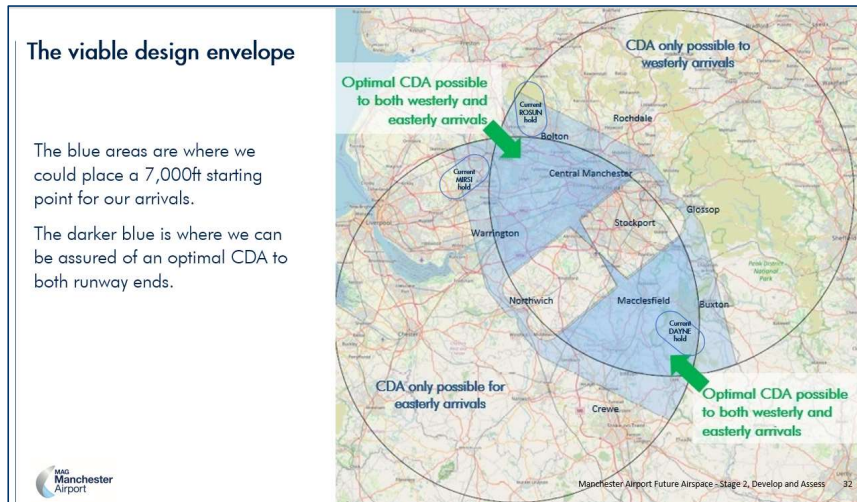 The viable design envelope
The blue areas are where we
could place a 7,000ft starting
point for our arrivals.
The darker blue is where we can
be assured of an optimal CDA to
both runway ends.
CDA only possible to
westerly arrivals
Optimal CDA possible
to both westerly and
easterly arrivals
Current
ROSUN
hold
Rochdale
Bolton
Current
MIRSI
hold
Central Manchester
Glossop
Stockport
Warrington
Northwich
Macclesfield
Buxton
Current
DAYNE
hold
CDA only possible for
easterly arrivals
Crewe
Optimal CDA possible
to both westerly and
easterly arrivals
MAG
Manchester
Airport
Manchester Airport Future Airspace - Stage 2, Develop and Assess 32